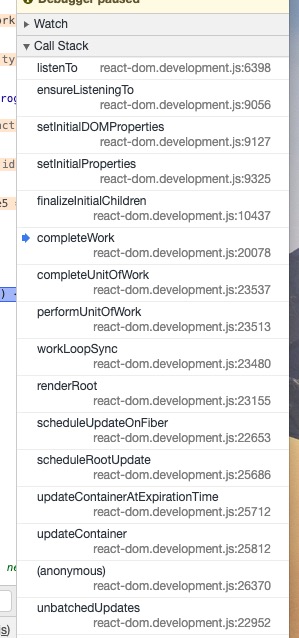 Debugger paused
Watch
Call Stack
listenTo react-dom.development.js:6398
ensureListeningTo
react-dom.development.js:9056
setInitialDOMProperties
react-dom.development.js:9127
setInitialProperties
react-dom.development.js:9325
finalizeInitialChildren
react-dom.development.js:10437
completeWork
react-dom.development.js:20078
completeUnitOfWork
react-dom.development.js:23537
performUnitOfWork
react-dom.development.js:23513
workLoopSync
react-dom.development.js:23480
renderRoot
react-dom.development.js:23155
scheduleUpdateOnFiber
react-dom.development.js:22653
scheduleRootUpdate
react-dom.development.js:25686
updateContainerAtExpirationTime
react-dom.development.js:25712
updateContainer
react-dom.development.js:25812
(anonymous)
react-dom.development.js:26370
unbatchedUpdates
react-dom.development.js:22952